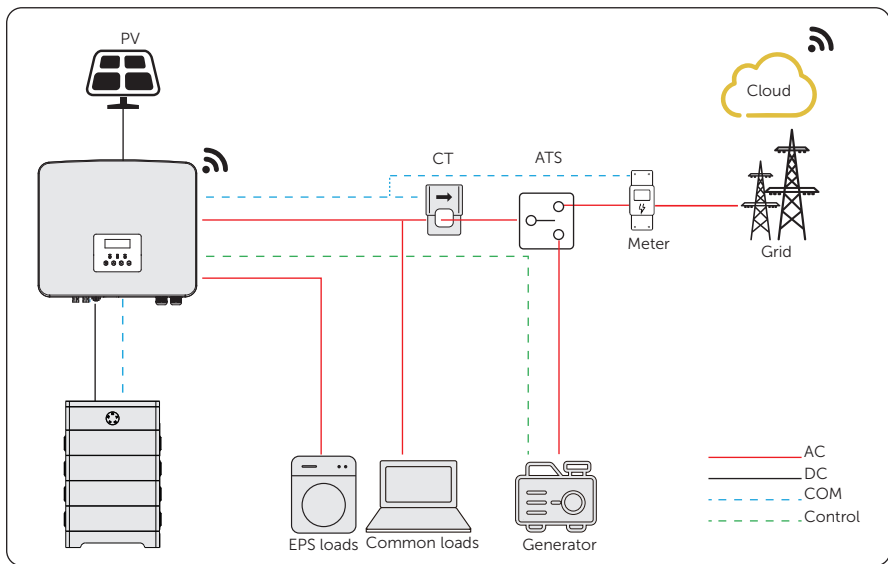 PV
Cloud
CT
ATS
Meter
Grid
EPS loads
Common loads
Generator
AC
DC
COM
Control